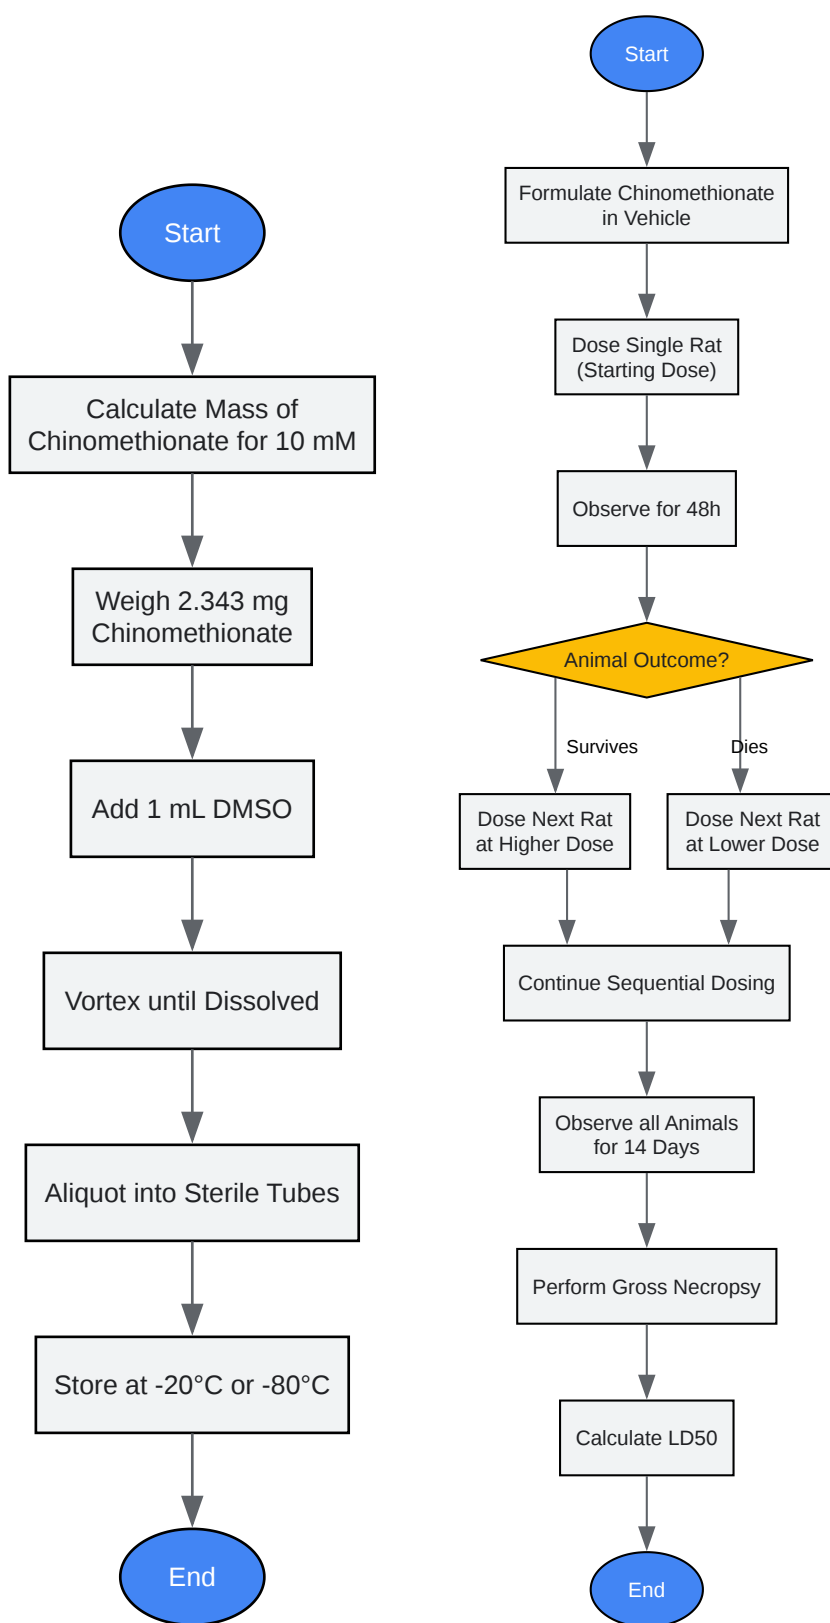 Start
Calculate Mass of
Chinomethionate for 10 mM
Weigh 2.343 mg
Chinomethionate
Add 1 mL DMSO
Vortex until Dissolved
Aliquot into Sterile Tubes
Store at -20°C or -80°C
End
Start
Formulate Chinomethionate
in Vehicle
Dose Single Rat
(Starting Dose)
Observe for 48h
Animal Outcome?
Survives
Dies
Dose Next Rat
at Higher Dose
Dose Next Rat
at Lower Dose
Continue Sequential Dosing
Observe all Animals
for 14 Days
Perform Gross Necropsy
Calculate LD50
End